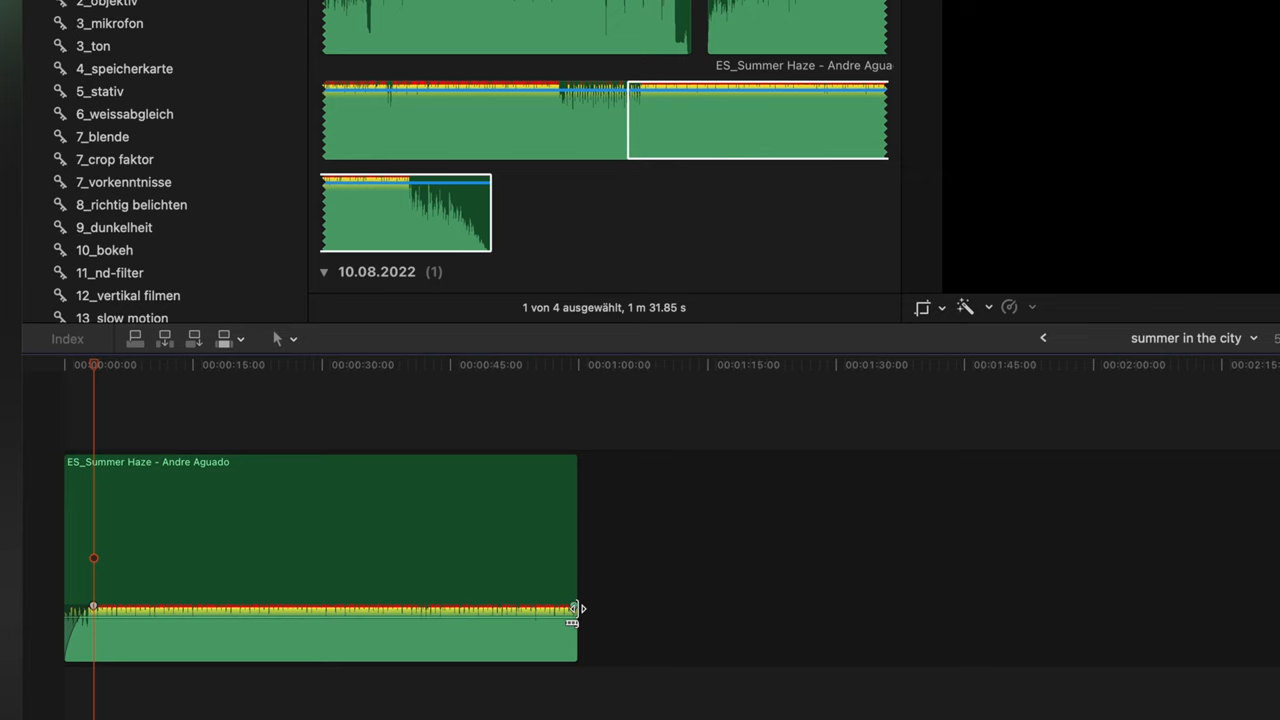 2_objektiv
3_mikrofon
3_ton
4_speicherkarte
5_stativ
6_weissabgleich
7_blende
7_crop faktor
7_vorkenntnisse
8_richtig belichten
9_dunkelheit
10_bokeh
11_nd-filter
12_vertikal filmen
13_slow motion
ES_Summer Haze - Andre Agua
10.08.2022 (1)
1 von 4 ausgewählt, 1 m 31.85 s
Index
summer in the city
5
00:00:00:00 00:00:15:00 00:00:30:00 00:00:45:00 00:01:00:00 00:01:15:00 00:01:30:00 00:01:45:00 00:02:00:00 00:02:15:
ES_Summer Haze - Andre Aguado